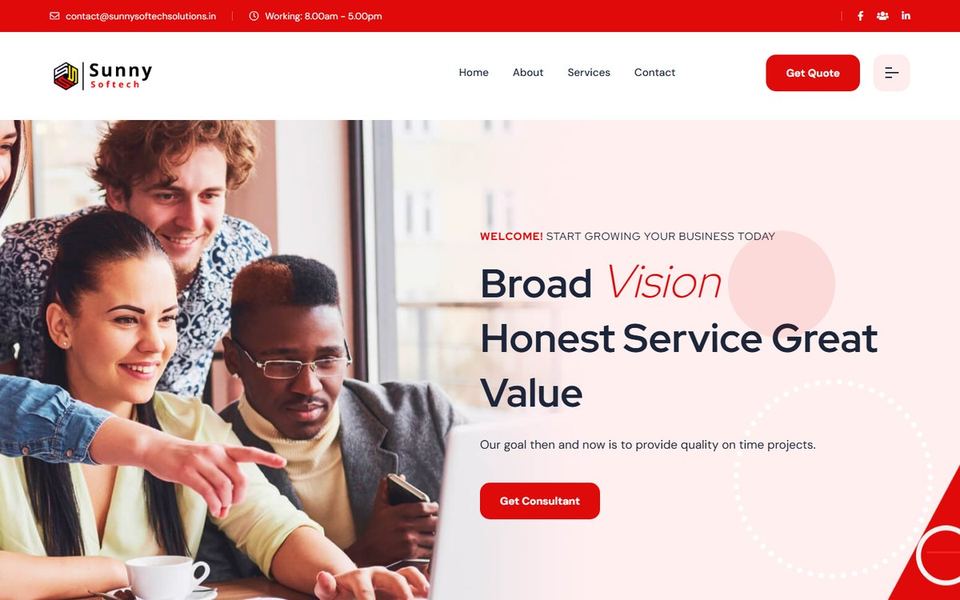 contact@sunnysoftechsolutions.in
Working: 8.00am - 5.00pm
Sunny
Softech
Home
About
Services
Contact
Get Quote
WELCOME! START GROWING YOUR BUSINESS TODAY
Broad Vision
Honest Service Great
Value
Our goal then and now is to provide quality on time projects.
Get Consultant